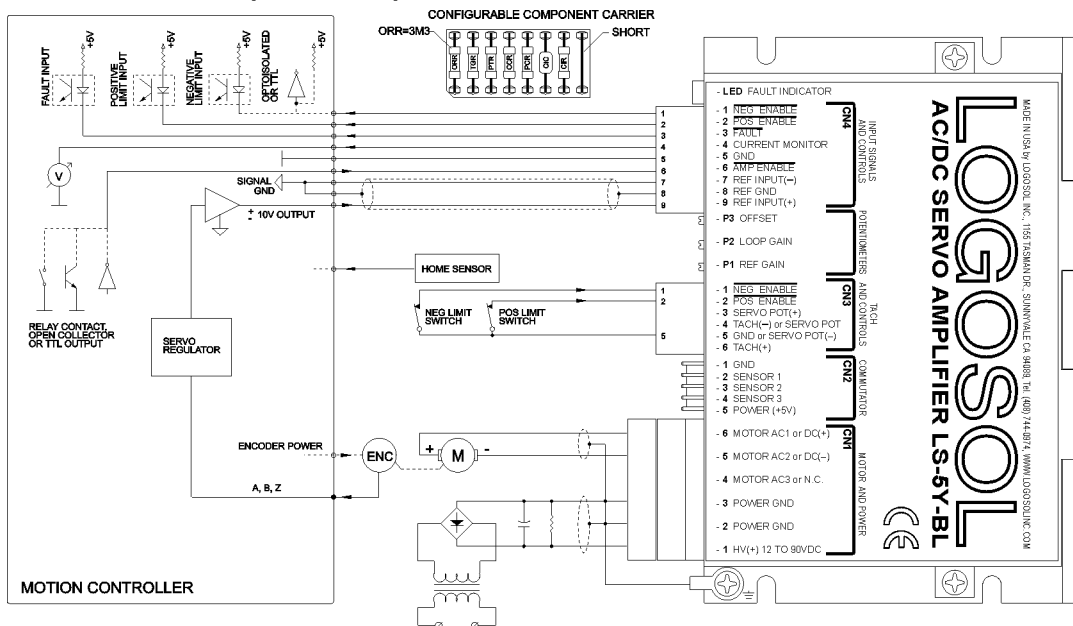 CONFIGURABLE COMPONENT CARRIER
ORR=3M3
SHORT
ORR
TGR
PTR
CCR
PCR
CIC
CIR
+5V
+5V
+5V
+5V
FAULT INPUT
POSITIVE
LIMIT INPUT
NEGATIVE
LIMIT INPUT
OPTOISOLATED
OR TTL
V
SIGNAL
GND
+
- 10V OUTPUT
RELAY CONTACT,
OPEN COLLECTOR
OR TTL OUTPUT
SERVO
REGULATOR
ENCODER POWER
A, B, Z
MOTION CONTROLLER
HOME SENSOR
NEG LIMIT
SWITCH
POS LIMIT
SWITCH
ENC
+ M -
1
2
3
4
5
6
7
8
9
1
2
5
- LED FAULT INDICATOR
- 1 NEG ENABLE
- 2 POS ENABLE
- 3 FAULT
- 4 CURRENT MONITOR
- 5 GND
- 6 AMP ENABLE
- 7 REF INPUT(–)
- 8 REF GND
- 9 REF INPUT(+)
CN4
INPUT SIGNALS
AND CONTROLS
- P3 OFFSET
- P2 LOOP GAIN
- P1 REF GAIN
POTENTIOMETERS
- 1 NEG ENABLE
- 2 POS ENABLE
- 3 SERVO POT(+)
- 4 TACH(–) or SERVO POT
- 5 GND or SERVO POT(–)
- 6 TACH(+)
CN3
TACH
AND CONTROLS
- 1 GND
- 2 SENSOR 1
- 3 SENSOR 2
- 4 SENSOR 3
- 5 POWER (+5V)
CN2
COMMUTATOR
- 6 MOTOR AC1 or DC(+)
- 5 MOTOR AC2 or DC(–)
- 4 MOTOR AC3 or N.C.
- 3 POWER GND
- 2 POWER GND
- 1 HV(+) 12 TO 90VDC
CN1
MOTOR AND POWER
AC/DC SERVO AMPLIFIER LS-5Y-BL
CE
LOGOSOL
MADE IN USA by LOGOSOL INC., 1155 TASMAN DR., SUNNYVALE CA 94089, Tel. (408) 744-0974, WWW.LOGOSOLINC.COM